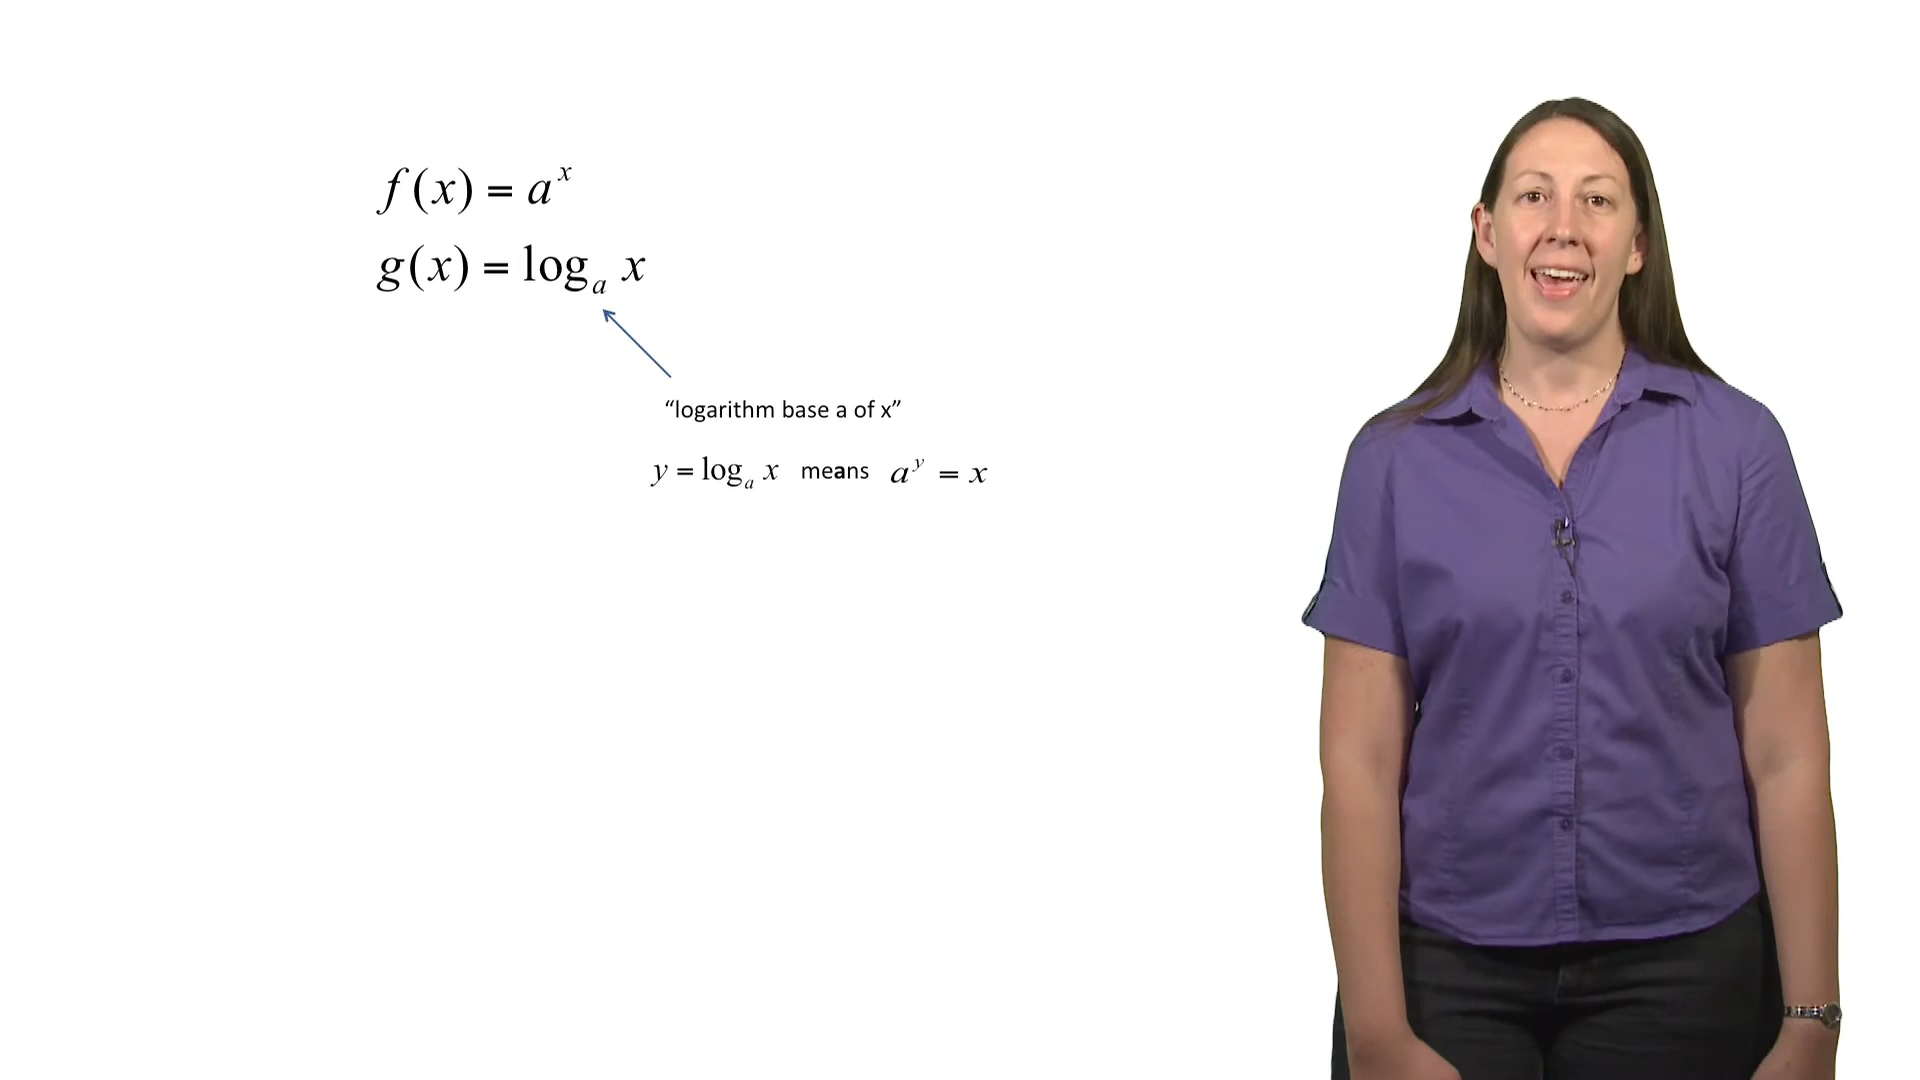 f(x) = a^x
g(x) = log_a x
“logarithm base a of x”
y = log_a x means a^y = x